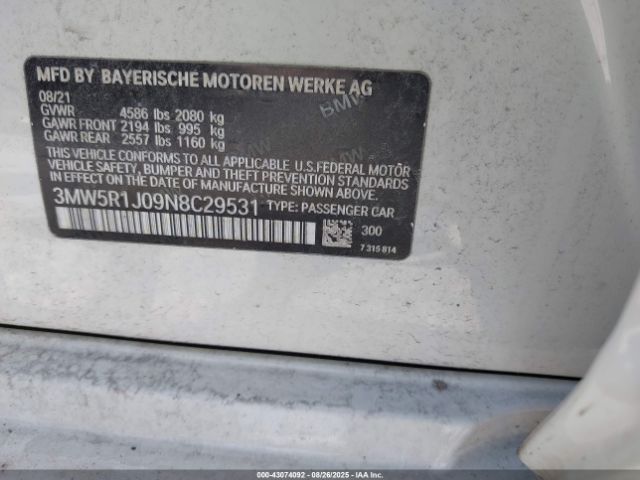 MFD BY BAYERISCHE MOTOREN WERKE AG
08/21
GVWR 4586 lbs 2080 kg
GAWR FRONT 2194 lbs 995 kg
GAWR REAR 2557 lbs 1160 kg
THIS VEHICLE CONFORMS TO ALL APPLICABLE U.S.FEDERAL MOTOR
VEHICLE SAFETY, BUMPER AND THEFT PREVENTION STANDARDS IN
EFFECT ON THE DATE OF MANUFACTURE SHOWN ABOVE.
3MW5R1J09N8C29531 TYPE: PASSENGER CAR
300
7 315 814
BMW
000-43074092 08/26/2025 IAAI.COM